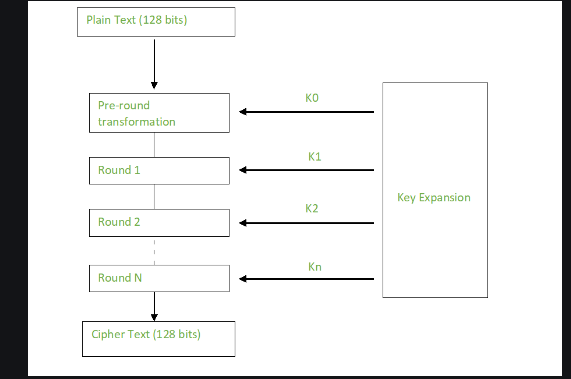 Plain Text (128 bits)
Pre-round
transformation
K0
Round 1
K1
Round 2
K2
Key Expansion
Round N
Kn
Cipher Text (128 bits)